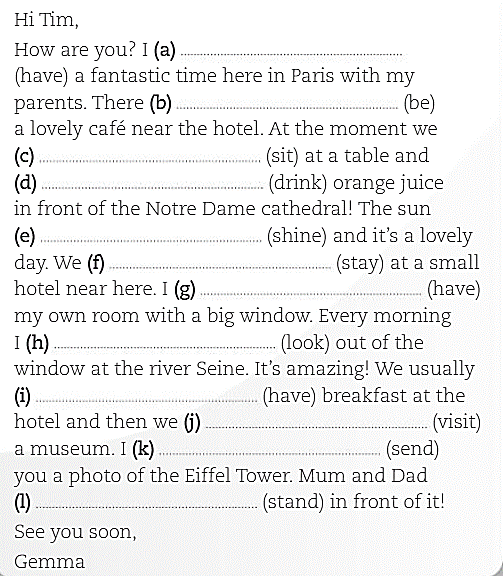 Hi Tim,
How are you? I (a) ........................................
(have) a fantastic time here in Paris with my
parents. There (b) ........................................ (be)
a lovely café near the hotel. At the moment we
(c) ........................................ (sit) at a table and
(d) ........................................ (drink) orange juice
in front of the Notre Dame cathedral! The sun
(e) ........................................ (shine) and it's a lovely
day. We (f) ........................................ (stay) at a small
hotel near here. I (g) ........................................ (have)
my own room with a big window. Every morning
I (h) ........................................ (look) out of the
window at the river Seine. It's amazing! We usually
(i) ........................................ (have) breakfast at the
hotel and then we (j) ........................................ (visit)
a museum. I (k) ........................................ (send)
you a photo of the Eiffel Tower. Mum and Dad
(l) ........................................ (stand) in front of it!
See you soon,
Gemma